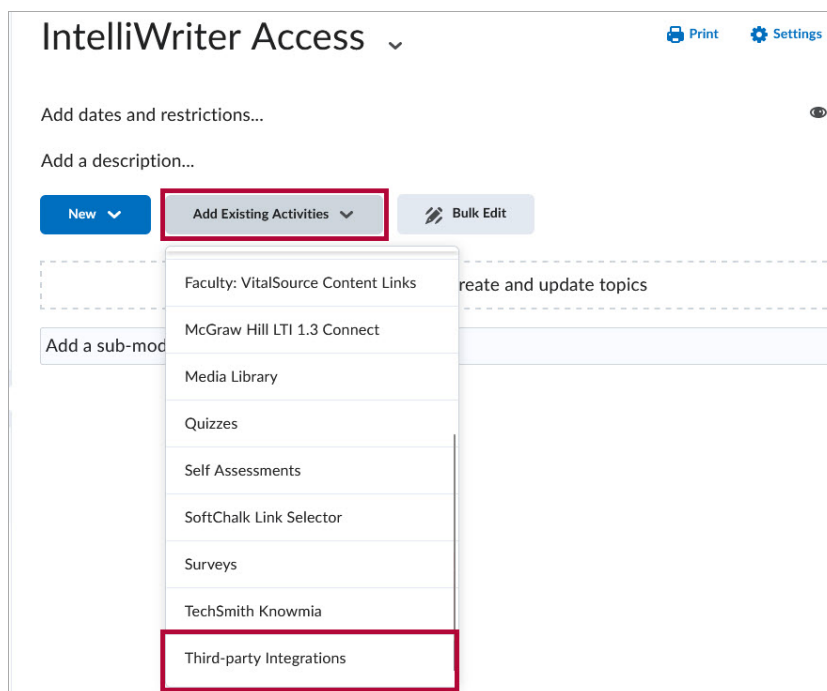 IntelliWriter Access
Print
Settings
Add dates and restrictions...
Add a description...
New
Add Existing Activities
Bulk Edit
reate and update topics
Add a sub-mod
Faculty: VitalSource Content Links
McGraw Hill LTI 1.3 Connect
Media Library
Quizzes
Self Assessments
SoftChalk Link Selector
Surveys
TechSmith Knowmia
Third-party Integrations